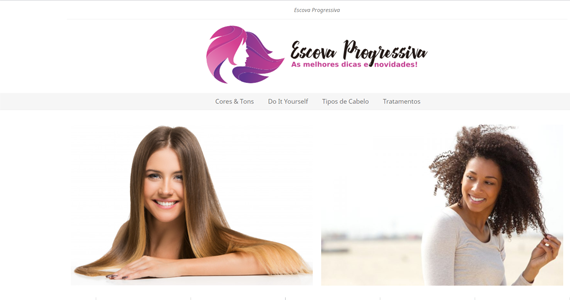 Escova Progressiva
Escova Progressiva
As melhores dicas e novidades!
Cores & Tons Do It Yourself Tipos de Cabelo Tratamentos